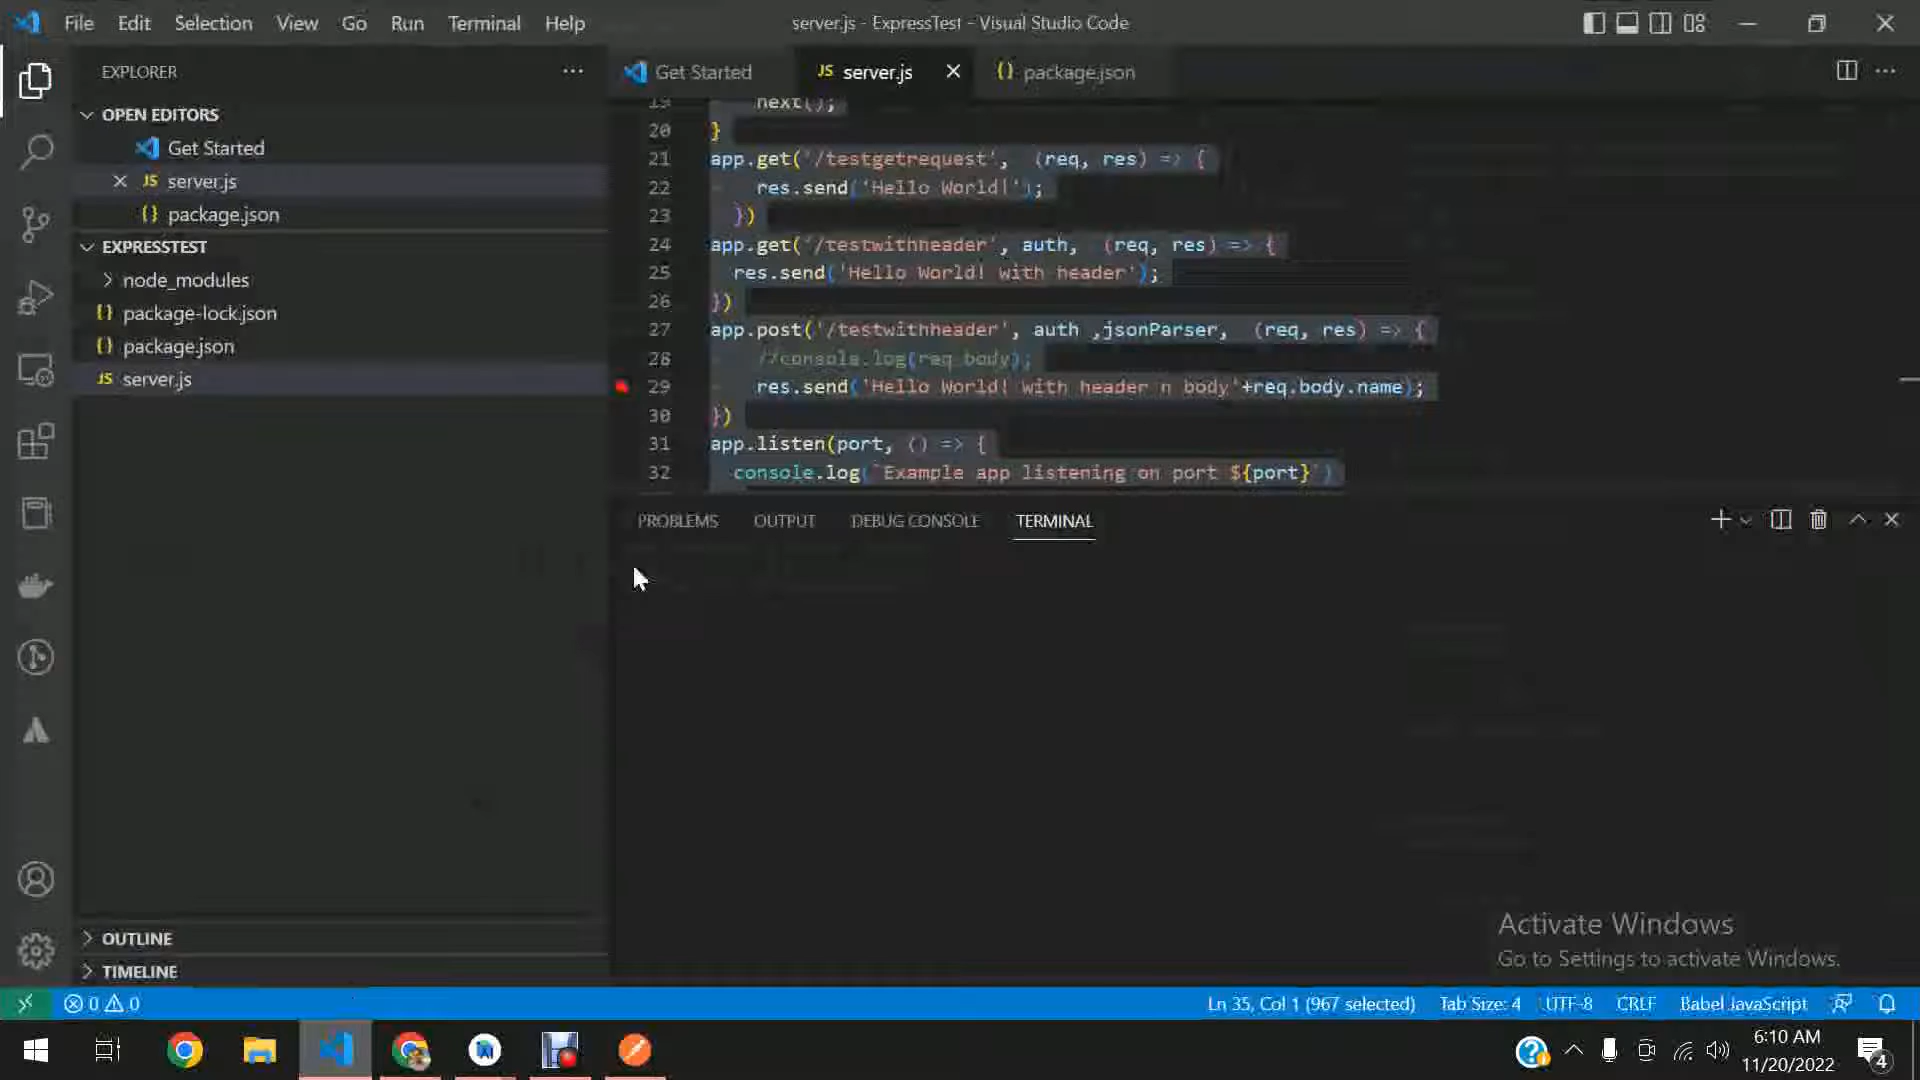 File Edit Selection View Go Run Terminal Help
server.js - ExpressTest - Visual Studio Code
EXPLORER
OPEN EDITORS
Get Started
JS server.js
{} package.json
EXPRESSTEST
node_modules
{} package-lock.json
{} package.json
JS server.js
OUTLINE
TIMELINE
Get Started
JS server.js
{} package.json
19 next();
20 }
21 app.get('/testgetrequest', (req, res) => {
22 res.send('Hello World!');
23 })
24 app.get('/testwithheader', auth, (req, res) => {
25 res.send('Hello World! with header');
26 })
27 app.post('/testwithheader', auth ,jsonParser, (req, res) => {
28 //console.log(req body);
29 res.send('Hello World! with header n body'+req.body.name);
30 })
31 app.listen(port, () => {
32 console.log(`Example app listening on port ${port}`)
PROBLEMS OUTPUT DEBUG CONSOLE TERMINAL
Activate Windows
Go to Settings to activate Windows.
0 0
Ln 35, Col 1 (967 selected) Tab Size: 4 UTF-8 CRLF Babel JavaScript
6:10 AM
11/20/2022
4